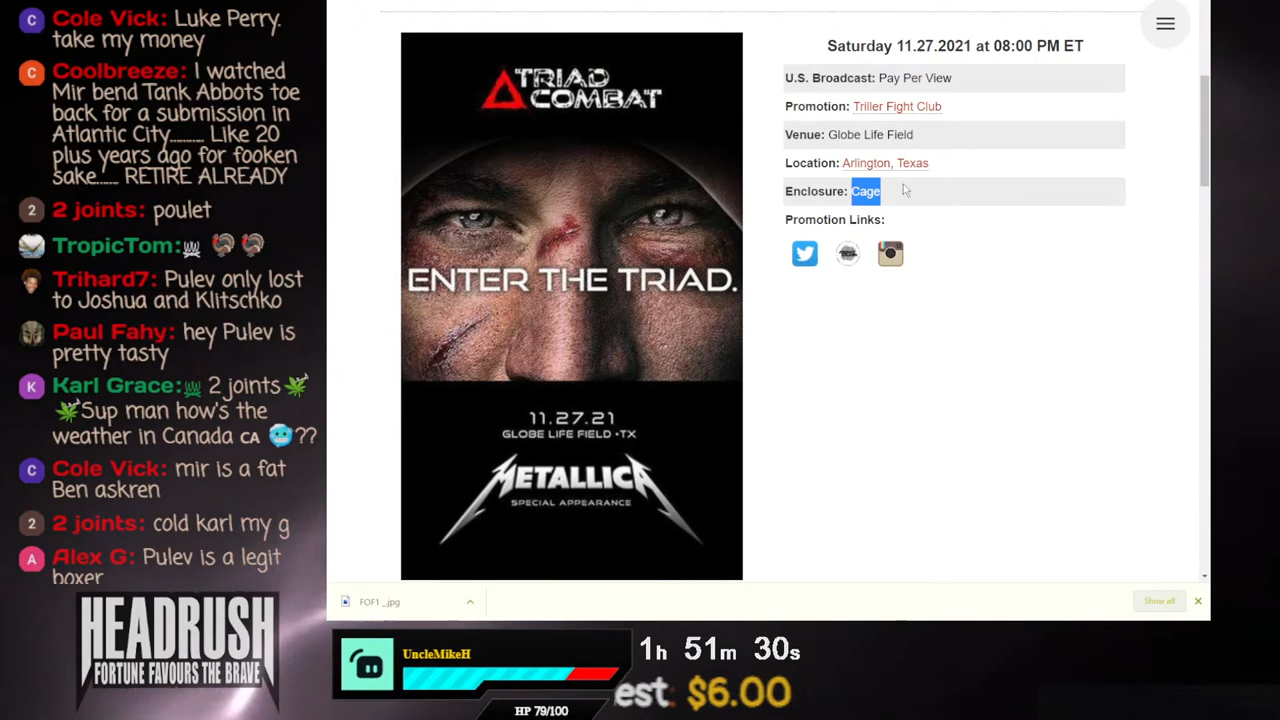 C
Cole Vick: Luke Perry.
take my money
C
Coolbreeze: I watched
Mir bend Tank Abbots toe
back for a submission in
Atlantic City........... Like 20
plus years ago for fooken
sake....... RETIRE ALREADY
2
2 joints: poulet
TropicTom:
Trihard7: Pulev only lost
to Joshua and Klitschko
Paul Fahy: hey Pulev is
pretty tasty
K
Karl Grace: 2 joints
Sup man how's the
weather in Canada CA ??
Cole Vick: mir is a fat
Ben askren
2
2 joints: cold karl my g
A
Alex G: Pulev is a legit
boxer
HEADRUSH
FORTUNE FAVOURS THE BRAVE
TRIAD
COMBAT
ENTER THE TRIAD.
11.27.21
GLOBE LIFE FIELD • TX
METALLICA
SPECIAL APPEARANCE
Saturday 11.27.2021 at 08:00 PM ET
U.S. Broadcast: Pay Per View
Promotion: Triller Fight Club
Venue: Globe Life Field
Location: Arlington, Texas
Enclosure: Cage
Promotion Links:
FOF1_.jpg
Show all
UncleMikeH
HP 79/100
1h 51m 30s
est: $6.00